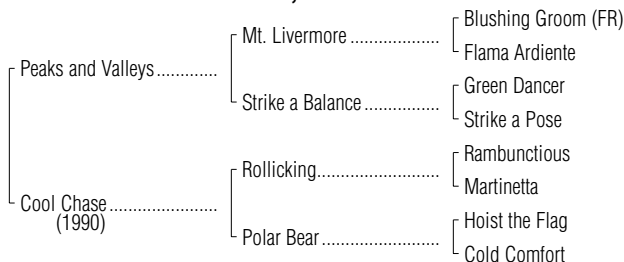 Blushing Groom (FR)
Mt. Livermore ......................
Flama Ardiente
Peaks and Valleys .............
Green Dancer
Strike a Balance ..................
Strike a Pose
Rambunctious
Rollicking.............................
Martinetta
Cool Chase .......................
(1990)
Hoist the Flag
Polar Bear ............................
Cold Comfort